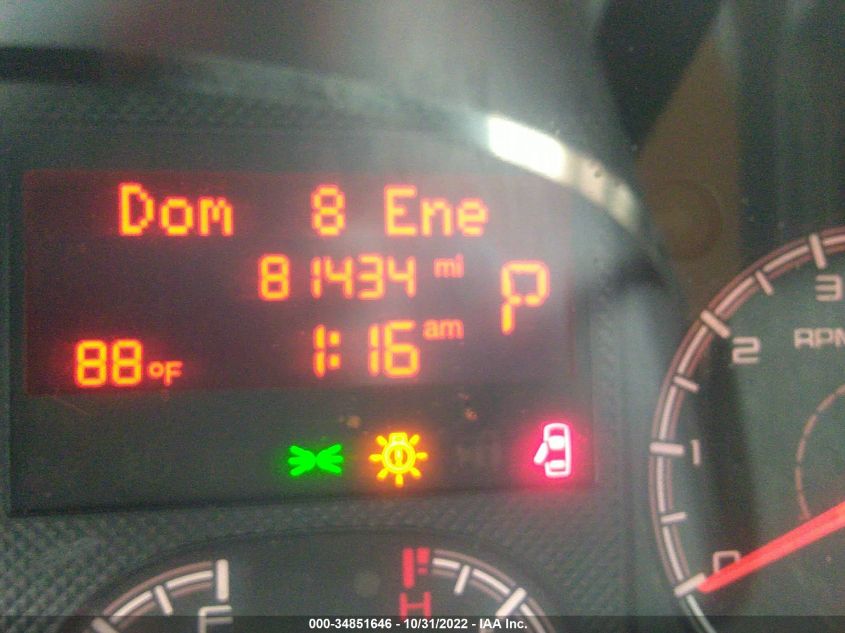 Dom 8 Ene
81434 mi
P
88°F 1:16 am
3
2 RPM
1
0
F H
000-34851646 - 10/31/2022 - IAA Inc.